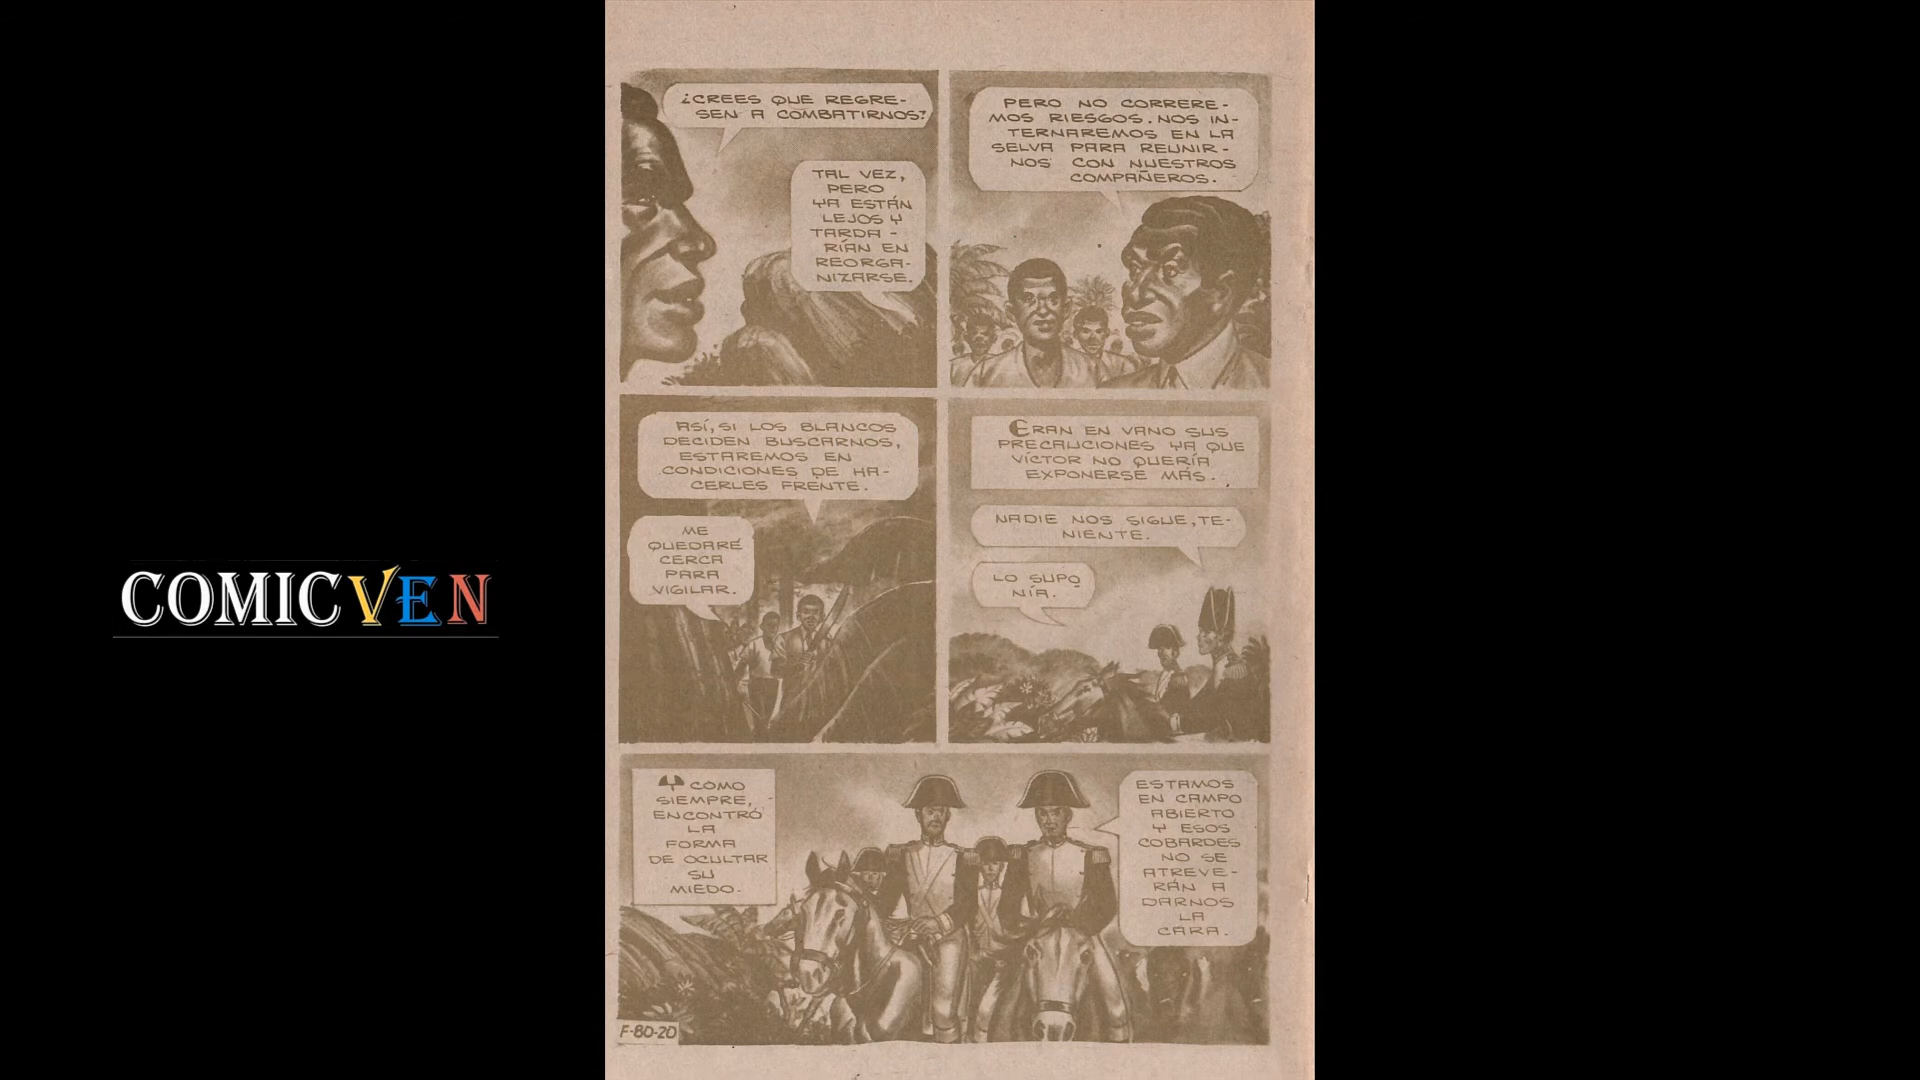 ¿CREES QUE REGRE-
SEN A COMBATIRNOS?
TAL VEZ,
PERO
YA ESTÁN
LEJOS Y
TARDA-
RÍAN EN
REORGA-
NIZARSE.
PERO NO CORRERE-
MOS RIESGOS. NOS IN-
TERNAREMOS EN LA
SELVA PARA REUNIR-
NOS CON NUESTROS
COMPAÑEROS.
ASÍ, SI LOS BLANCOS
DECIDEN BUSCARNOS,
ESTAREMOS EN
CONDICIONES DE HA-
CERLES FRENTE.
ME
QUEDARÉ
CERCA
PARA
VIGILAR.
ERAN EN VANO SUS
PRECAUCIONES YA QUE
VÍCTOR NO QUERÍA
EXPONERSE MÁS.
NADIE NOS SIGUE, TE-
NIENTE.
LO SUPO
NÍA.
Y COMO
SIEMPRE,
ENCONTRÓ
LA
FORMA
DE OCULTAR
SU
MIEDO.
ESTAMOS
EN CAMPO
ABIERTO
Y ESOS
COBARDES
NO SE
ATREVE-
RÁN A
DARNOS
LA
CARA.
F-80-20
COMICVEN